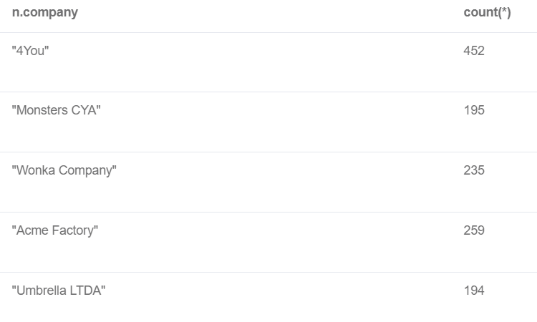 n.company count(*)
"4You" 452
"Monsters CYA" 195
"Wonka Company" 235
"Acme Factory" 259
"Umbrella LTDA" 194